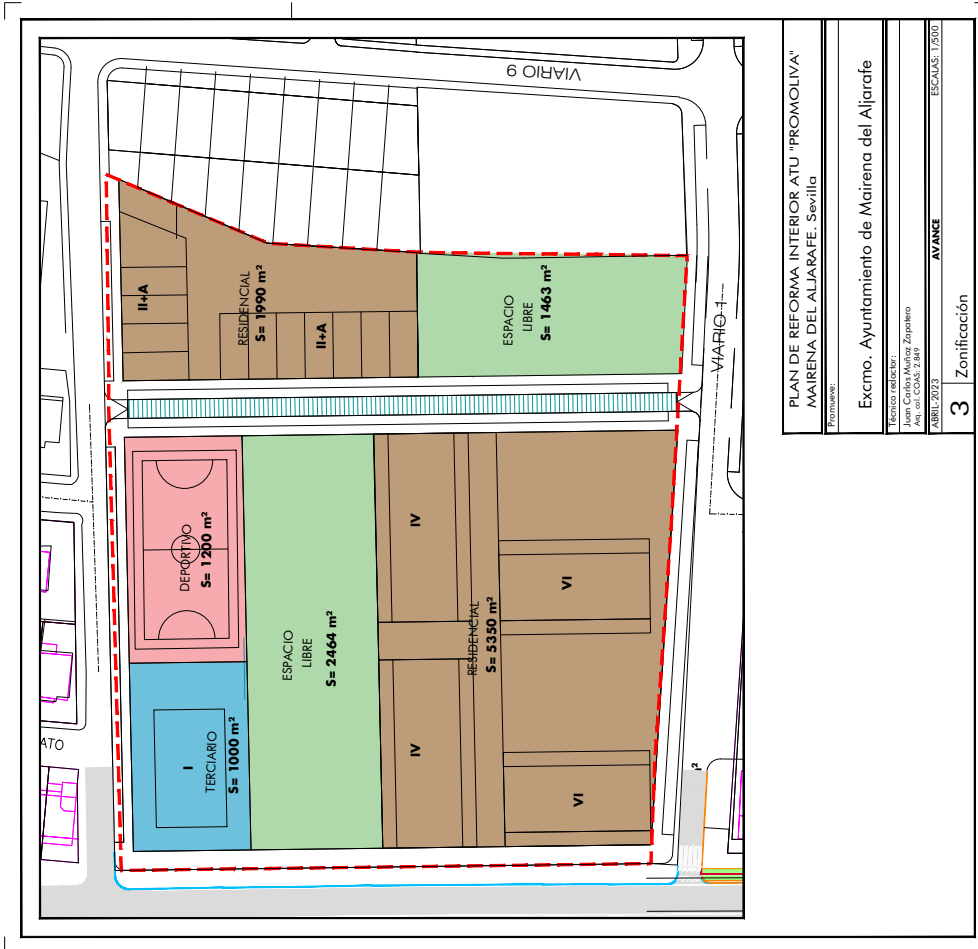 VIARIO 9
II+A
RESIDENCIAL
S= 1990 m²
II+A
ESPACIO
LIBRE
S= 1463 m²
VIARIO 1
DEPORTIVO
S= 1200 m²
ESPACIO
LIBRE
S= 2464 m²
IV
IV
RESIDENCIAL
S= 5350 m²
VI
VI
I
TERCIARIO
S= 1000 m²
ATO
I²
PLAN DE REFORMA INTERIOR ATU "PROMOLIVA"
MAIRENA DEL ALJARAFE. Sevilla
Promueve:
Excmo. Ayuntamiento de Mairena del Aljarafe
Técnico redactor:
Juan Carlos Muñoz Zapatero
Arq. col. COAS: 2.849
ABRIL-2023 AVANCE ESCALAS: 1/500
3 Zonificación